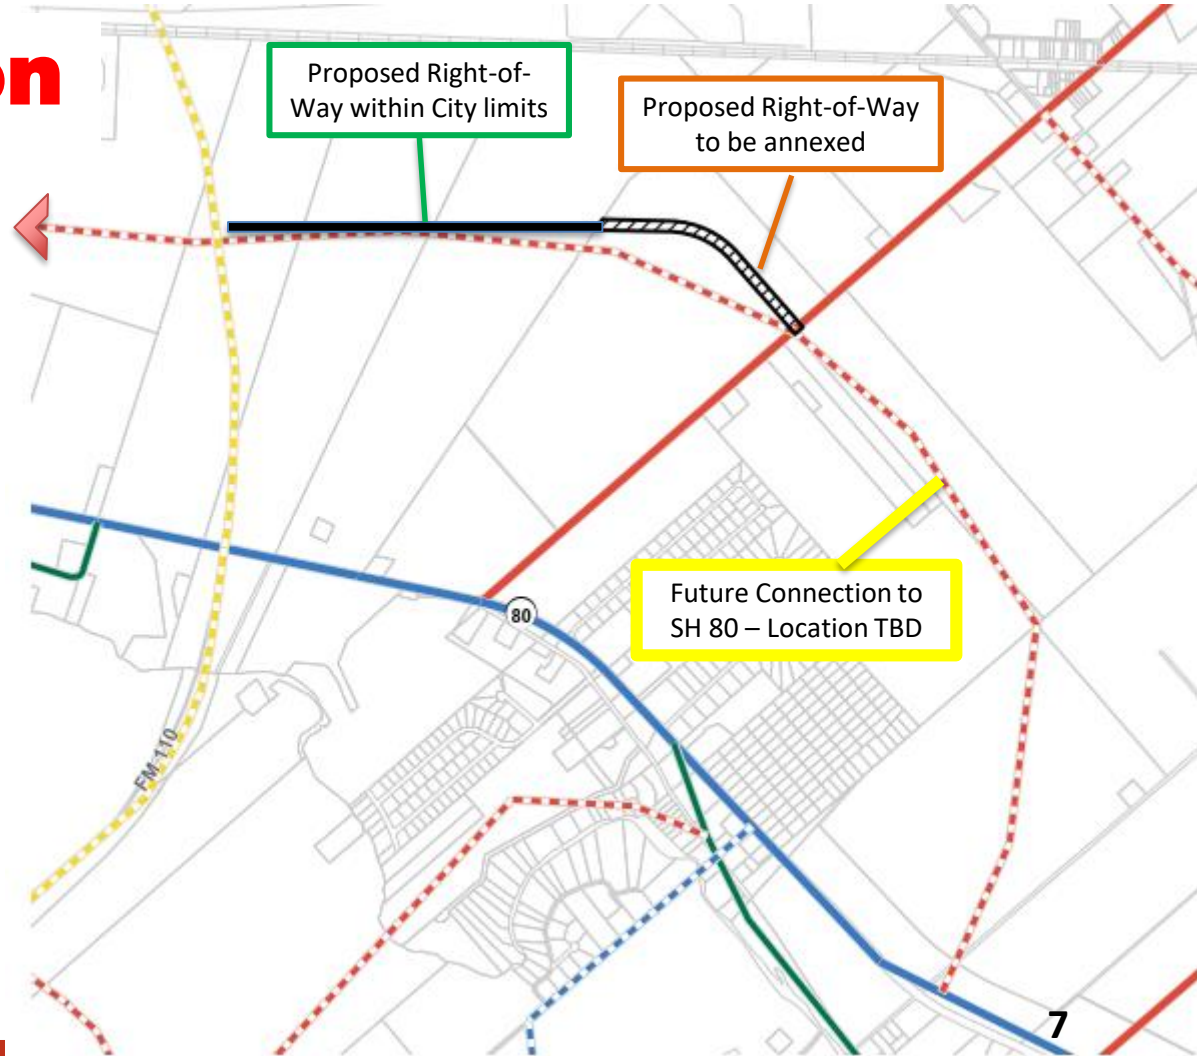 on
Proposed Right-of-
Way within City limits
Proposed Right-of-Way
to be annexed
Future Connection to
SH 80 – Location TBD
80
FM 110
7